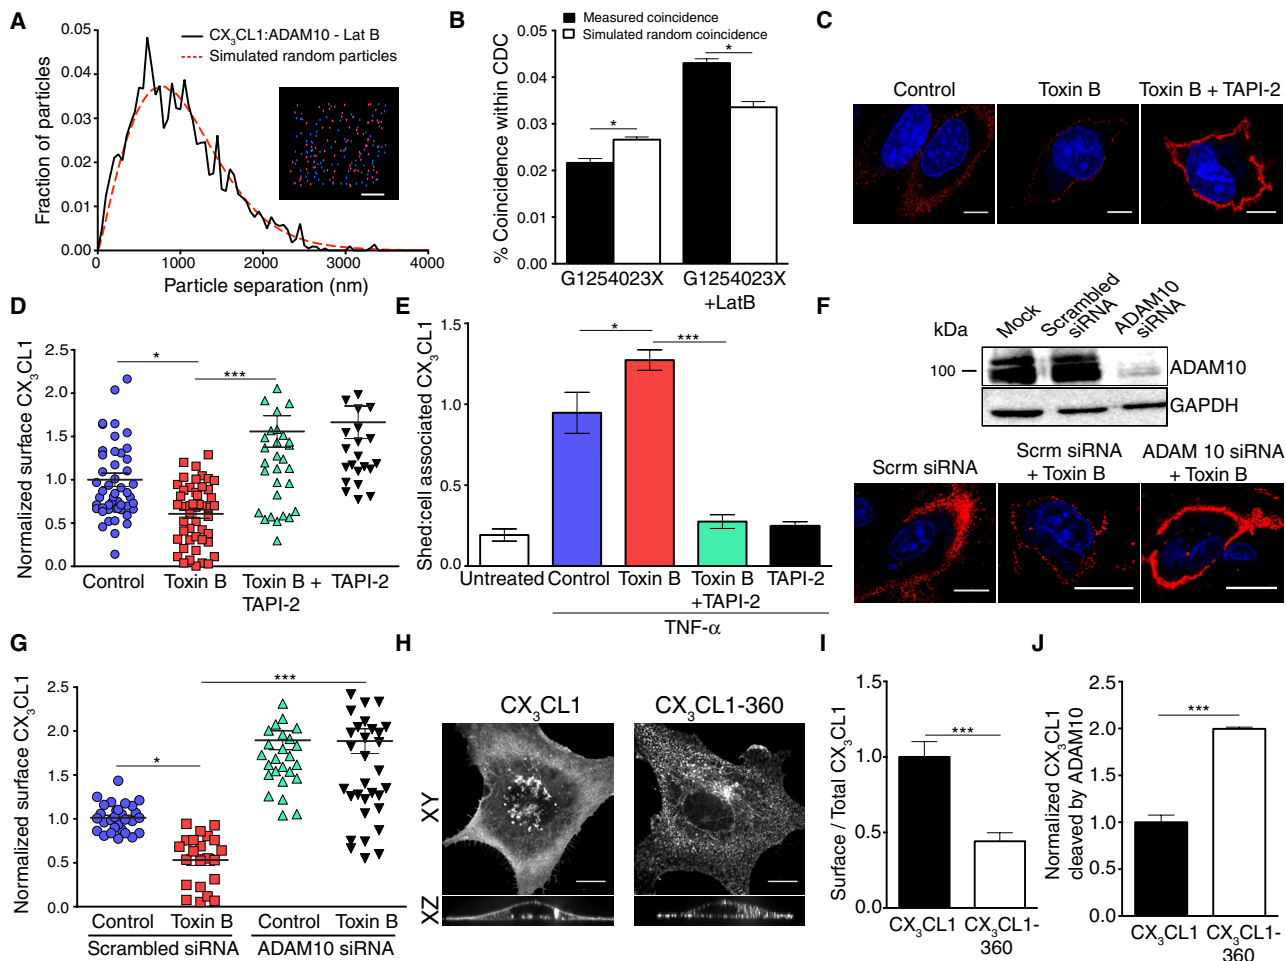 A
CX3CL1:ADAM10 - Lat B
Simulated random particles
Fraction of particles
0.05
0.04
0.03
0.02
0.01
0.00
0
1000
2000
3000
4000
Particle separation (nm)
B
Measured coincidence
Simulated random coincidence
% Coincidence within CDC
0.05
0.04
0.03
0.02
0.01
0.00
*
*
G1254023X
G1254023X
+LatB
C
Control
Toxin B
Toxin B + TAPI-2
D
Normalized surface CX3CL1
2.5
2.0
1.5
1.0
0.5
0.0
*
***
Control
Toxin B
Toxin B +
TAPI-2
TAPI-2
E
Shed:cell associated CX3CL1
1.5
1.0
0.5
0.0
*
***
Untreated
Control
Toxin B
Toxin B
+TAPI-2
TAPI-2
TNF-α
F
kDa
Mock
Scrambled
siRNA
ADAM10
siRNA
100
ADAM10
GAPDH
Scrm siRNA
Scrm siRNA
+ Toxin B
ADAM 10 siRNA
+ Toxin B
G
Normalized surface CX3CL1
2.5
2.0
1.5
1.0
0.5
0.0
*
***
Control
Toxin B
Control
Toxin B
Scrambled siRNA
ADAM10 siRNA
H
CX3CL1
CX3CL1-360
XY
XZ
I
Surface / Total CX3CL1
1.5
1.0
0.5
0.0
***
CX3CL1
CX3CL1-
360
J
Normalized CX3CL1
cleaved by ADAM10
2.5
2.0
1.5
1.0
0.5
0.0
***
CX3CL1
CX3CL1-
360